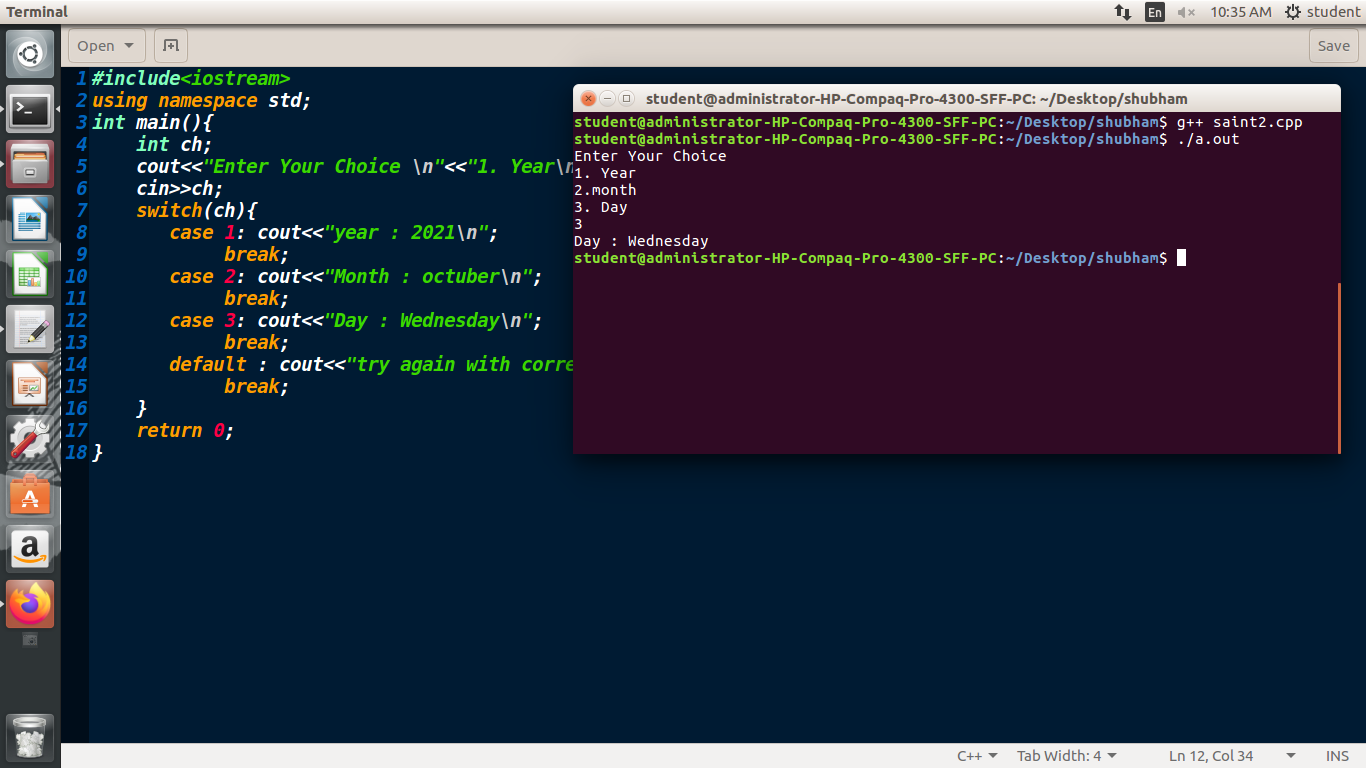 Terminal
En
10:35 AM
student
Open
Save
1 #include<iostream>
2 using namespace std;
3 int main(){
4 int ch;
5 cout<<"Enter Your Choice \n"<<"1. Year\n
6 cin>>ch;
7 switch(ch){
8 case 1: cout<<"year : 2021\n";
9 break;
10 case 2: cout<<"Month : octuber\n";
11 break;
12 case 3: cout<<"Day : Wednesday\n";
13 break;
14 default : cout<<"try again with corre
15 break;
16 }
17 return 0;
18 }
student@administrator-HP-Compaq-Pro-4300-SFF-PC: ~/Desktop/shubham
student@administrator-HP-Compaq-Pro-4300-SFF-PC:~/Desktop/shubham$ g++ saint2.cpp
student@administrator-HP-Compaq-Pro-4300-SFF-PC:~/Desktop/shubham$ ./a.out
Enter Your Choice
1. Year
2.month
3. Day
3
Day : Wednesday
student@administrator-HP-Compaq-Pro-4300-SFF-PC:~/Desktop/shubham$
C++
Tab Width: 4
Ln 12, Col 34
INS